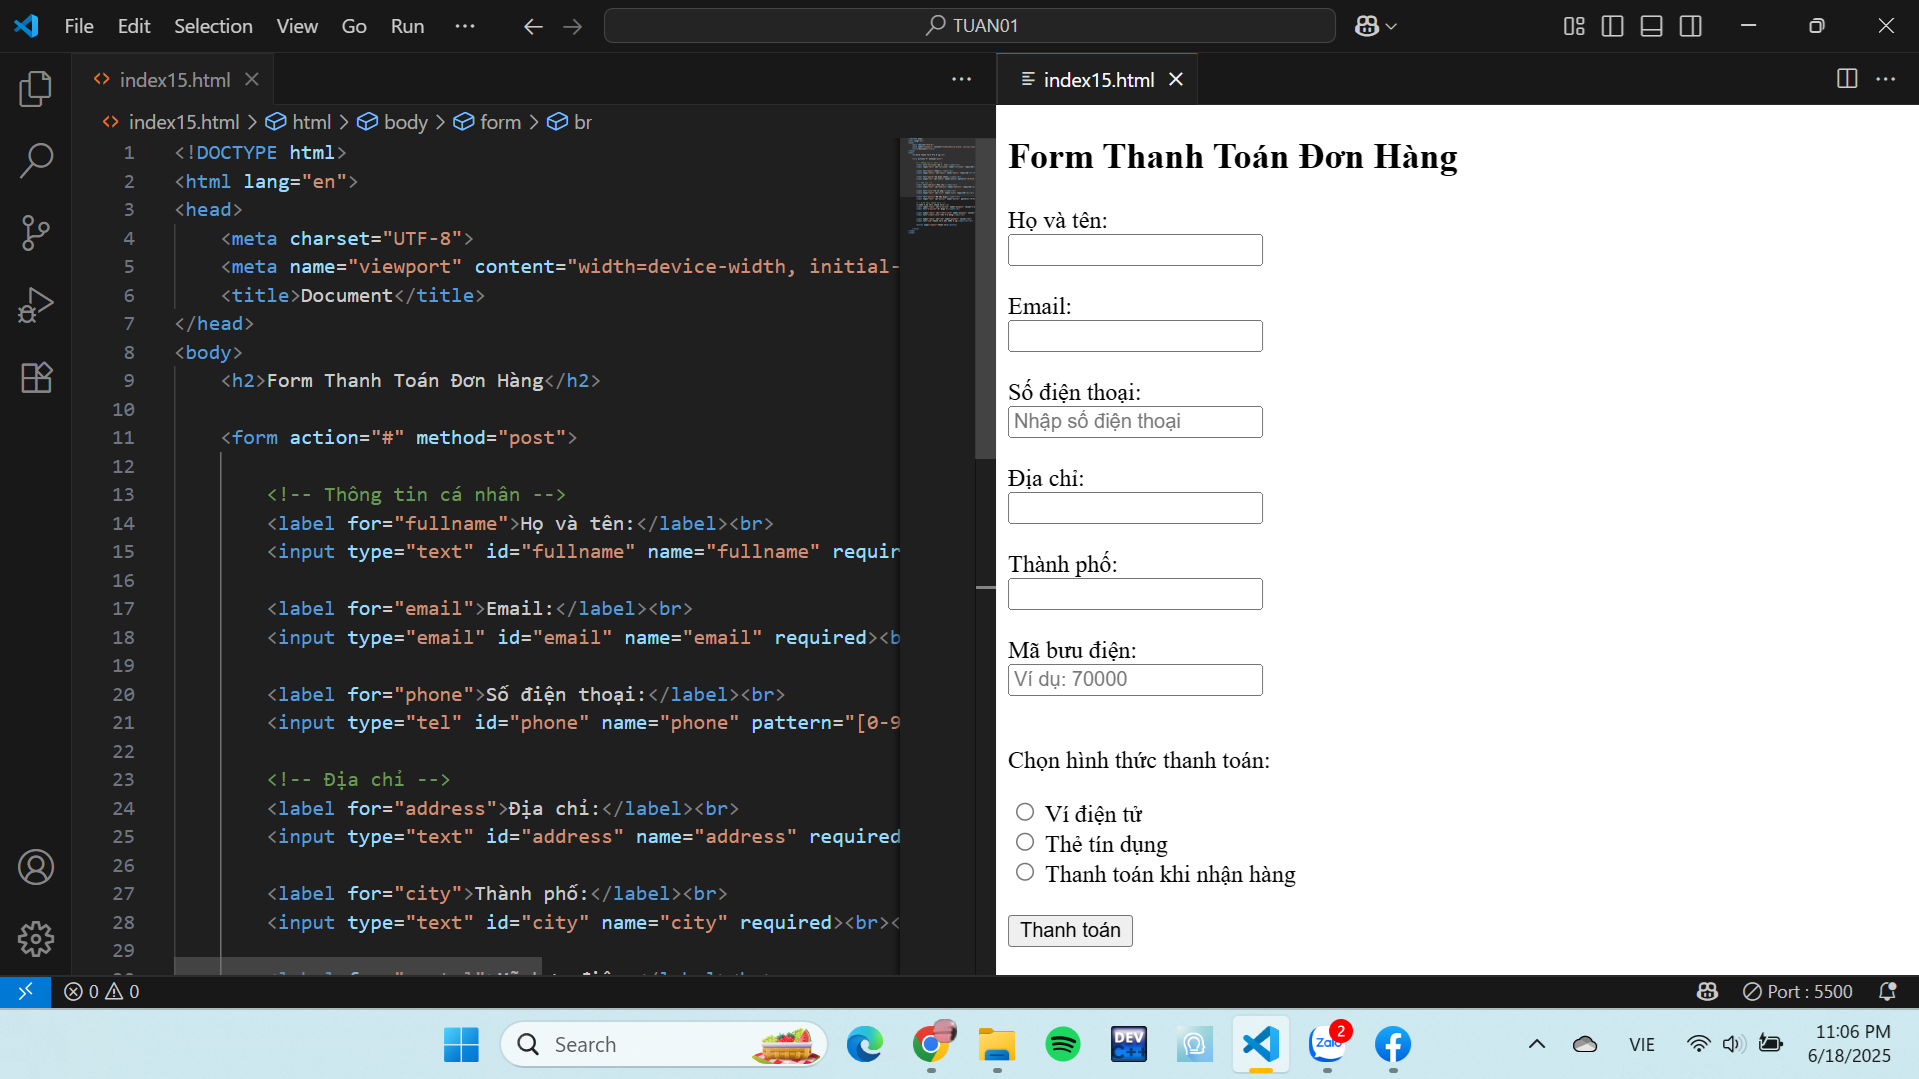 File Edit Selection View Go Run ··· TUAN01
index15.html
index15.html > html > body > form > br
1 <!DOCTYPE html>
2 <html lang="en">
3 <head>
4 <meta charset="UTF-8">
5 <meta name="viewport" content="width=device-width, initial-
6 <title>Document</title>
7 </head>
8 <body>
9 <h2>Form Thanh Toán Đơn Hàng</h2>
10
11 <form action="#" method="post">
12
13 <!-- Thông tin cá nhân -->
14 <label for="fullname">Họ và tên:</label><br>
15 <input type="text" id="fullname" name="fullname" requir
16
17 <label for="email">Email:</label><br>
18 <input type="email" id="email" name="email" required><b
19
20 <label for="phone">Số điện thoại:</label><br>
21 <input type="tel" id="phone" name="phone" pattern="[0-9
22
23 <!-- Địa chỉ -->
24 <label for="address">Địa chỉ:</label><br>
25 <input type="text" id="address" name="address" required
26
27 <label for="city">Thành phố:</label><br>
28 <input type="text" id="city" name="city" required><br><
29
index15.html
Form Thanh Toán Đơn Hàng
Họ và tên:
Email:
Số điện thoại:
Nhập số điện thoại
Địa chỉ:
Thành phố:
Mã bưu điện:
Ví dụ: 70000
Chọn hình thức thanh toán:
Ví điện tử
Thẻ tín dụng
Thanh toán khi nhận hàng
Thanh toán
0 0 Port : 5500
Search DEV C++ Zalo 2 VIE 11:06 PM
6/18/2025